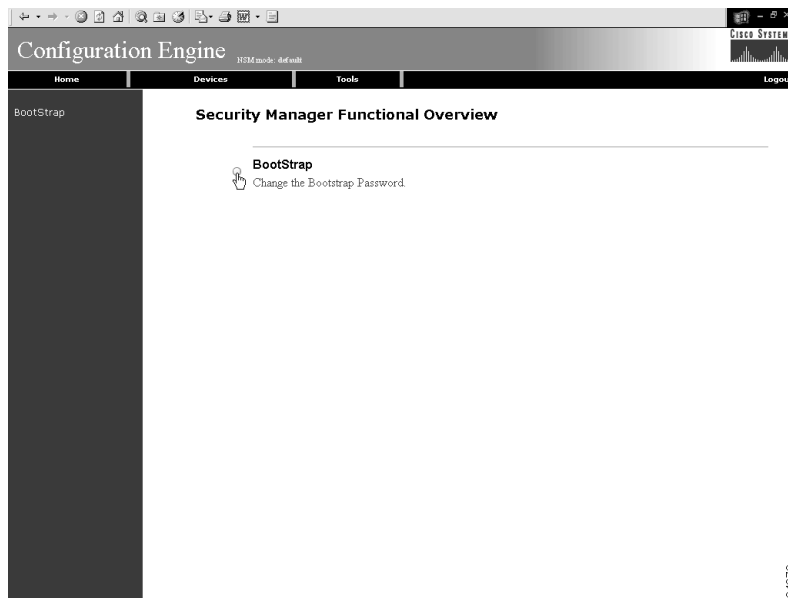 CISCO SYSTEM
Configuration Engine NSM mode: default
Home Devices Tools Logou
BootStrap
Security Manager Functional Overview
BootStrap
Change the Bootstrap Password.